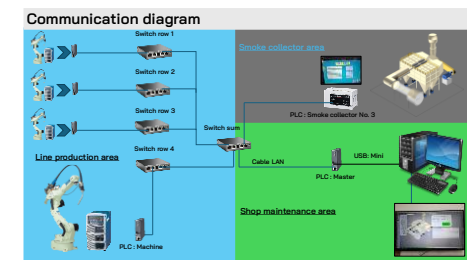 Communication diagram
Switch row 1
Smoke collector area
Switch row 2
Switch row 3
PLC : Smoke collector No. 3
Switch sum
Line production area
Switch row 4
Cable LAN
USB: Mini
PLC : Master
Shop maintenance area
PLC : Machine